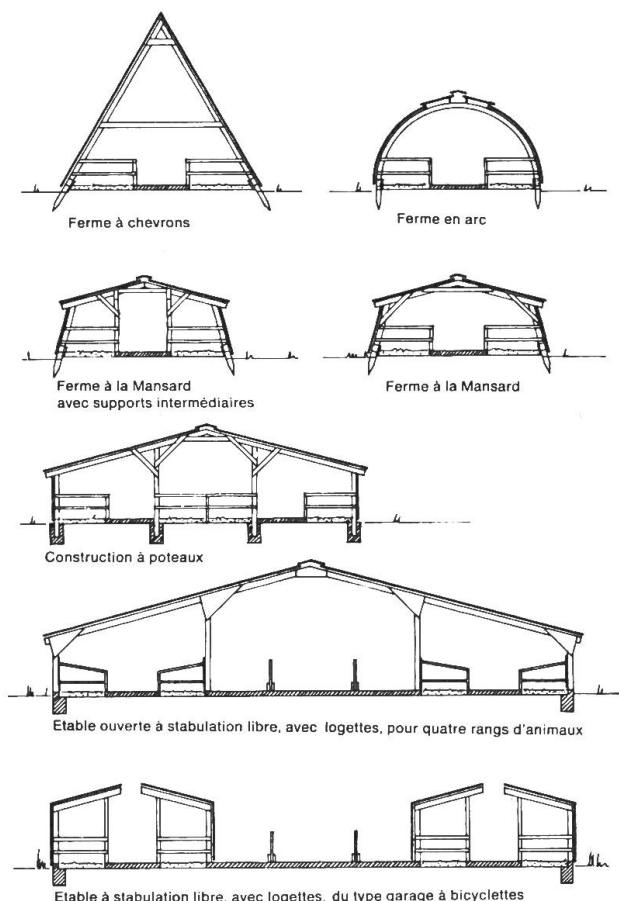 Ferme à chevrons
Ferme en arc
Ferme à la Mansard
avec supports intermédiaires
Ferme à la Mansard
Construction à poteaux
Etable ouverte à stabulation libre, avec logettes, pour quatre rangs d'animaux
Etable à stabulation libre, avec logettes, du type garage à bicyclettes